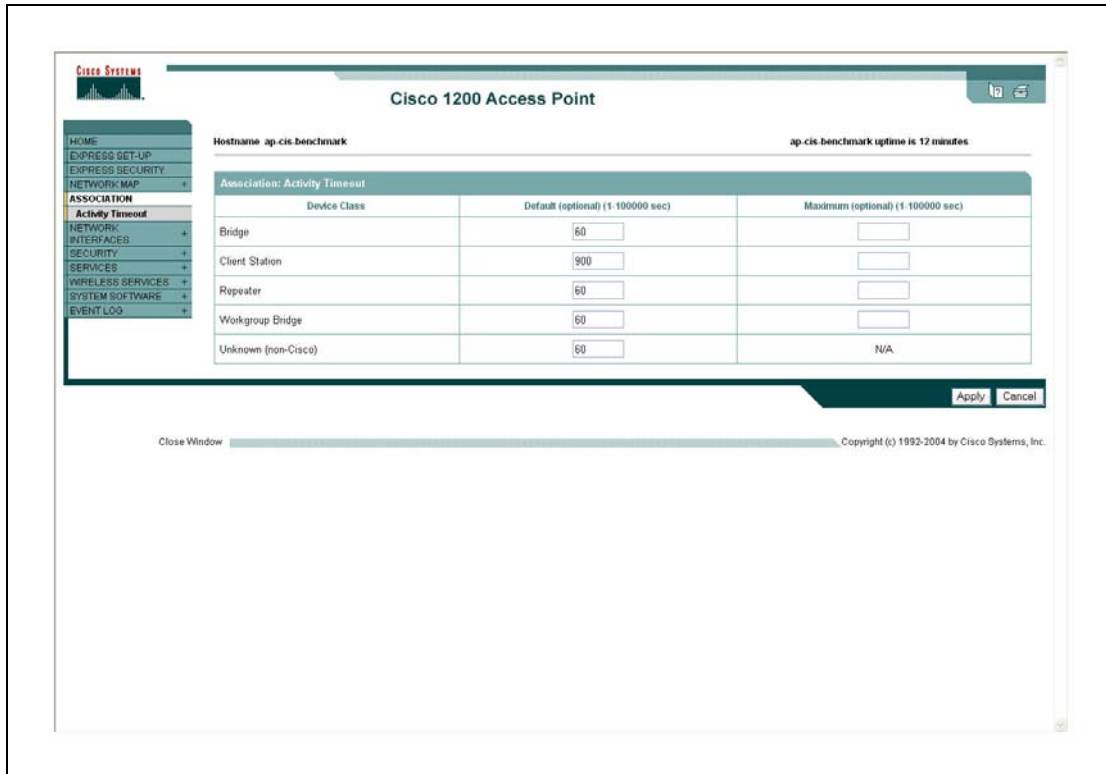 CISCO SYSTEMS
Cisco 1200 Access Point
HOME
EXPRESS SET-UP
EXPRESS SECURITY
NETWORK MAP +
ASSOCIATION
Activity Timeout
NETWORK INTERFACES +
SECURITY +
SERVICES +
WIRELESS SERVICES +
SYSTEM SOFTWARE +
EVENT LOG +
Hostname ap-cis-benchmark
ap-cis-benchmark uptime is 12 minutes
Association: Activity Timeout
Device Class Default (optional) (1-100000 sec) Maximum (optional) (1-100000 sec)
Bridge 60
Client Station 900
Repeater 60
Workgroup Bridge 60
Unknown (non-Cisco) 60 N/A
Apply Cancel
Close Window
Copyright (c) 1992-2004 by Cisco Systems, Inc.